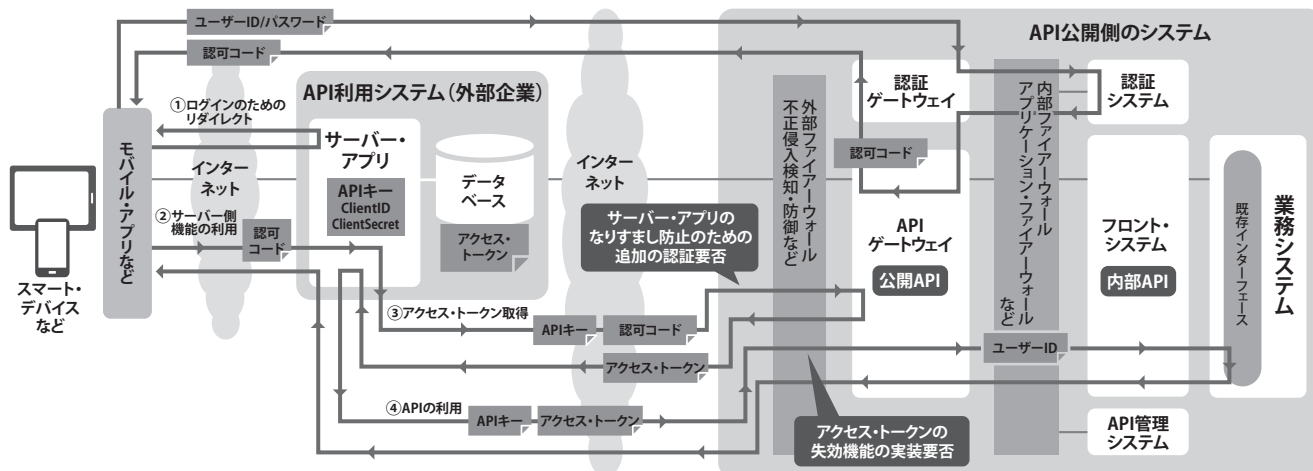 ユーザーID/パスワード
認可コード
API公開側のシステム
①ログインのための
リダイレクト
API利用システム(外部企業)
サーバー・
アプリ
APIキー
ClientID
ClientSecret
データ
ベース
アクセス・
トークン
モバイル・アプリなど
インター
ネット
インター
ネット
②サーバー側
機能の利用
認可
コード
スマート・
デバイス
など
外部ファイアーウォール
不正侵入検知・防御など
認証
ゲートウェイ
認可コード
API
ゲートウェイ
公開API
内部ファイアーウォール
アプリケーション・ファイアーウォール
など
認証
システム
フロント・
システム
内部API
業務システム
既存インターフェース
サーバー・アプリの
なりすまし防止のための
追加の認証要否
③アクセス・トークン取得
APIキー
認可コード
アクセス・トークン
ユーザーID
④APIの利用
APIキー
アクセス・トークン
アクセス・トークンの
失効機能の実装要否
API管理
システム